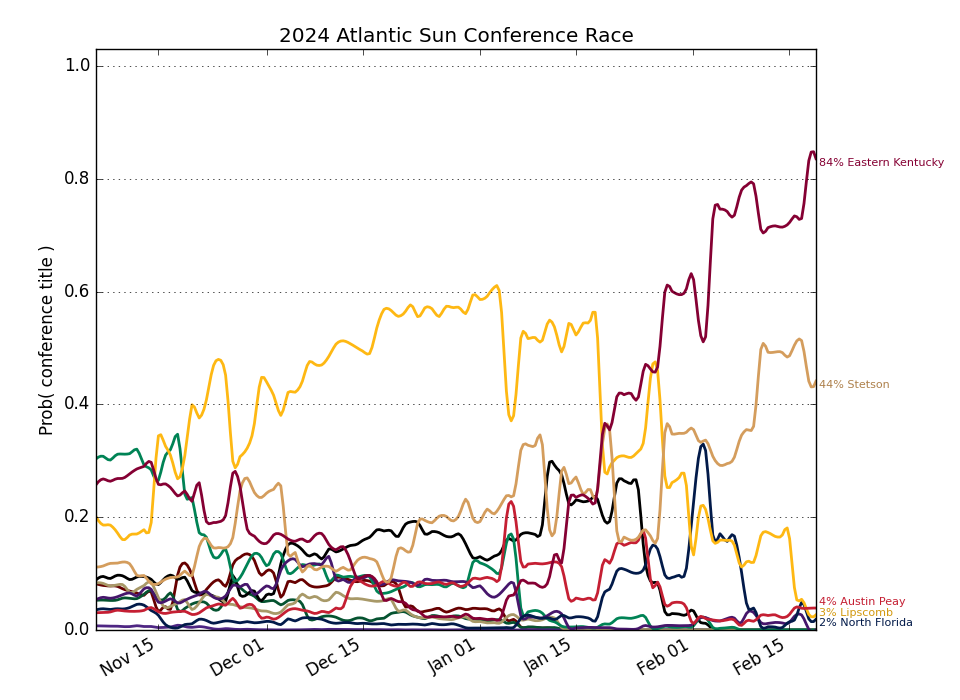 2024 Atlantic Sun Conference Race
Prob( conference title )
1.0
0.8
0.6
0.4
0.2
0.0
84% Eastern Kentucky
44% Stetson
4% Austin Peay
3% Lipscomb
2% North Florida
Nov 15
Dec 01
Dec 15
Jan 01
Jan 15
Feb 01
Feb 15